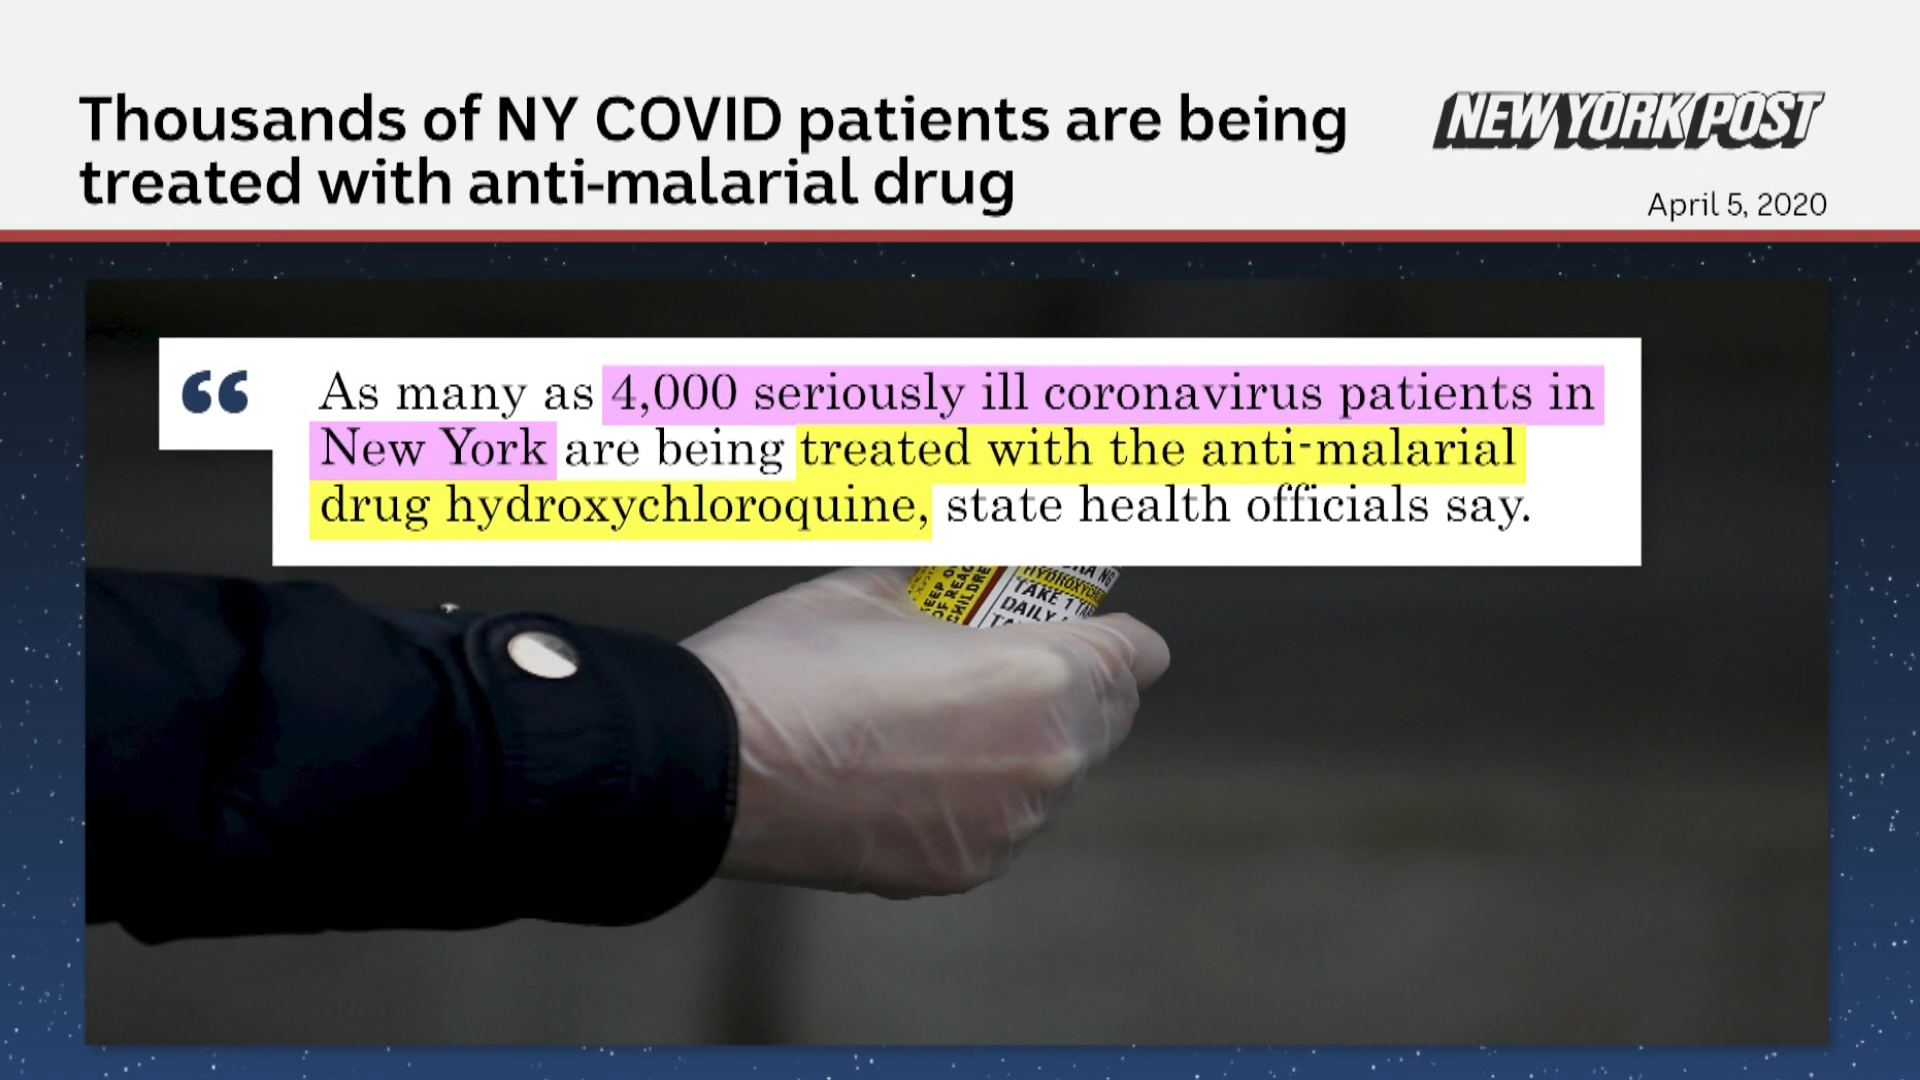 Thousands of NY COVID patients are being
treated with anti-malarial drug
NEW YORK POST
April 5, 2020
“ As many as 4,000 seriously ill coronavirus patients in
New York are being treated with the anti-malarial
drug hydroxychloroquine, state health officials say.
TAKE 1
DAILY